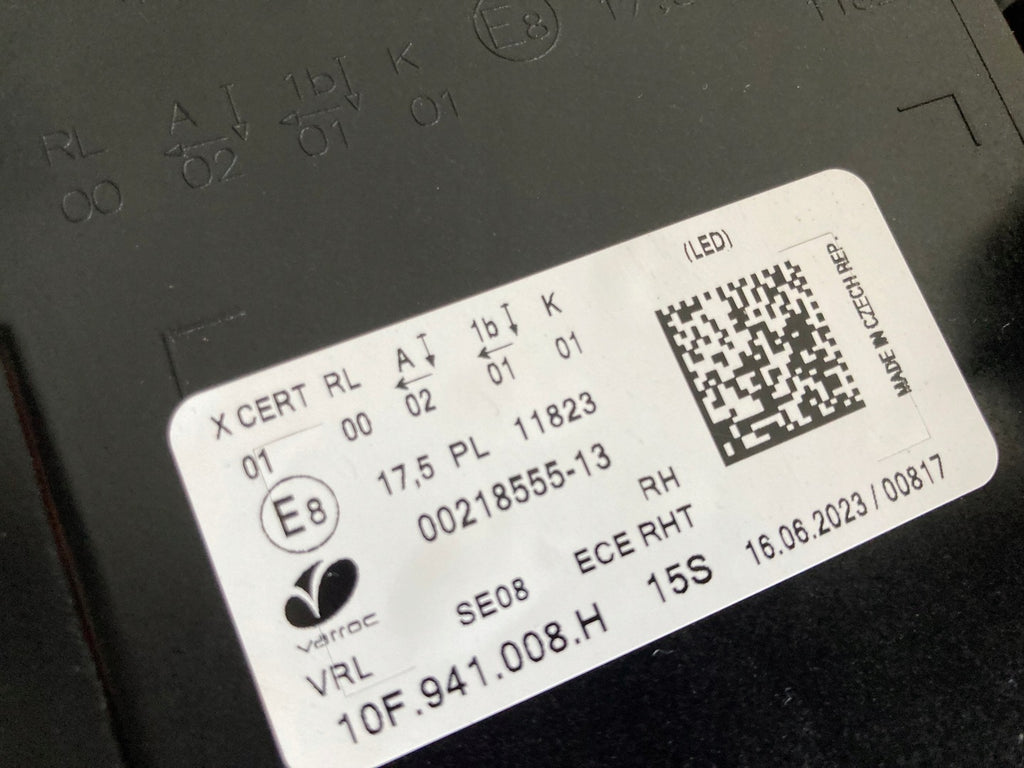 E8
RL A 1b K
00 02 01 01
(LED)
X CERT RL A 1b K
01 00 02 01 01
E8 17,5 PL 11823
00218555-13
MADE IN CZECH REP.
varroc
SE08 ECE RHT RH
VRL
10F.941.008.H 15S 16.06.2023 / 00817